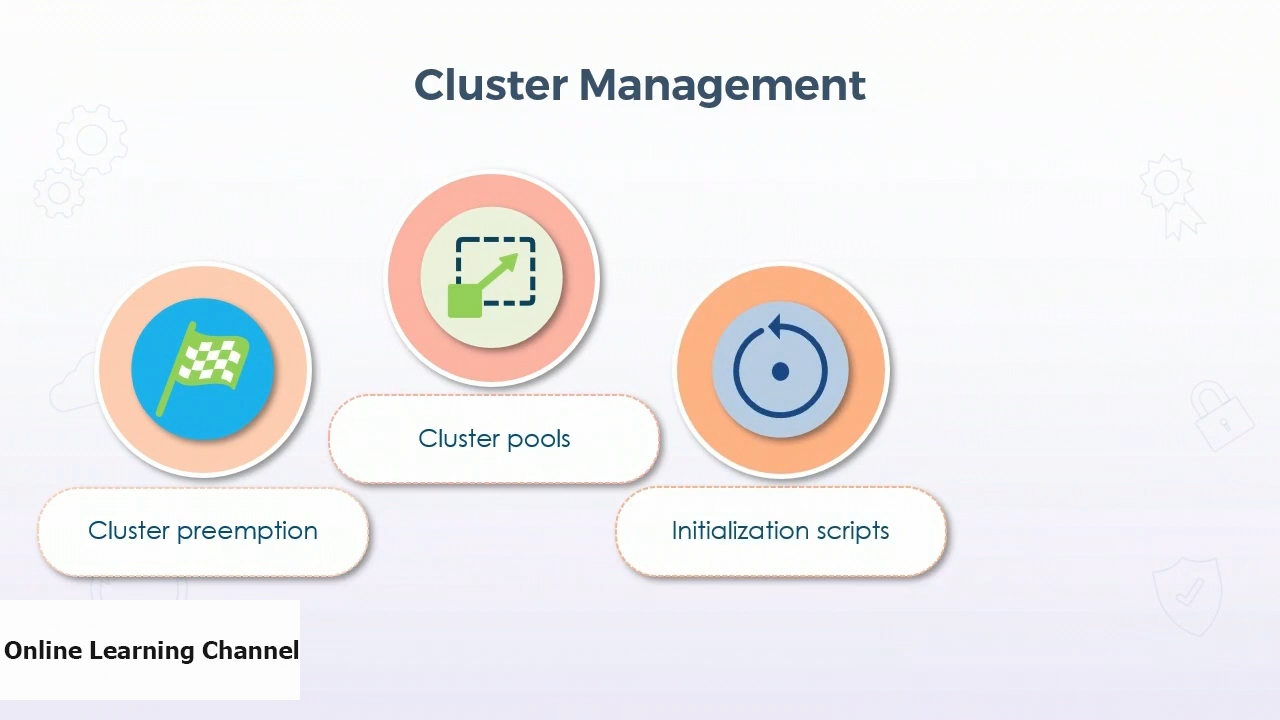 Cluster Management
Cluster pools
Cluster preemption
Initialization scripts
Online Learning Channel